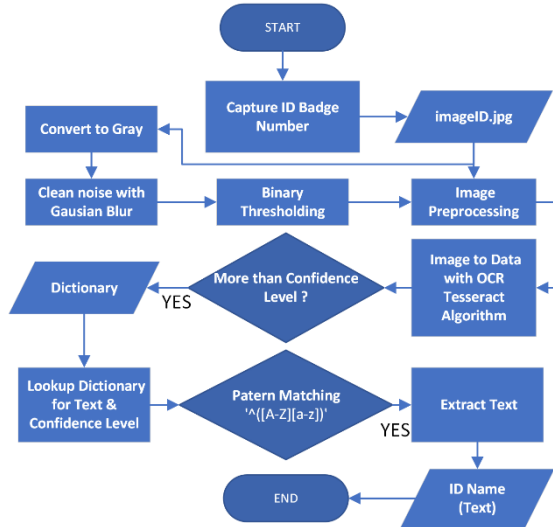 START
Capture ID Badge
Number
imageID.jpg
Convert to Gray
Clean noise with
Gausian Blur
Binary
Thresholding
Image
Preprocessing
Image to Data
with OCR
Tesseract
Algorithm
More than Confidence
Level ?
YES
Dictionary
Lookup Dictionary
for Text &
Confidence Level
Patern Matching
'^([A-Z][a-z])'
YES
Extract Text
ID Name
(Text)
END